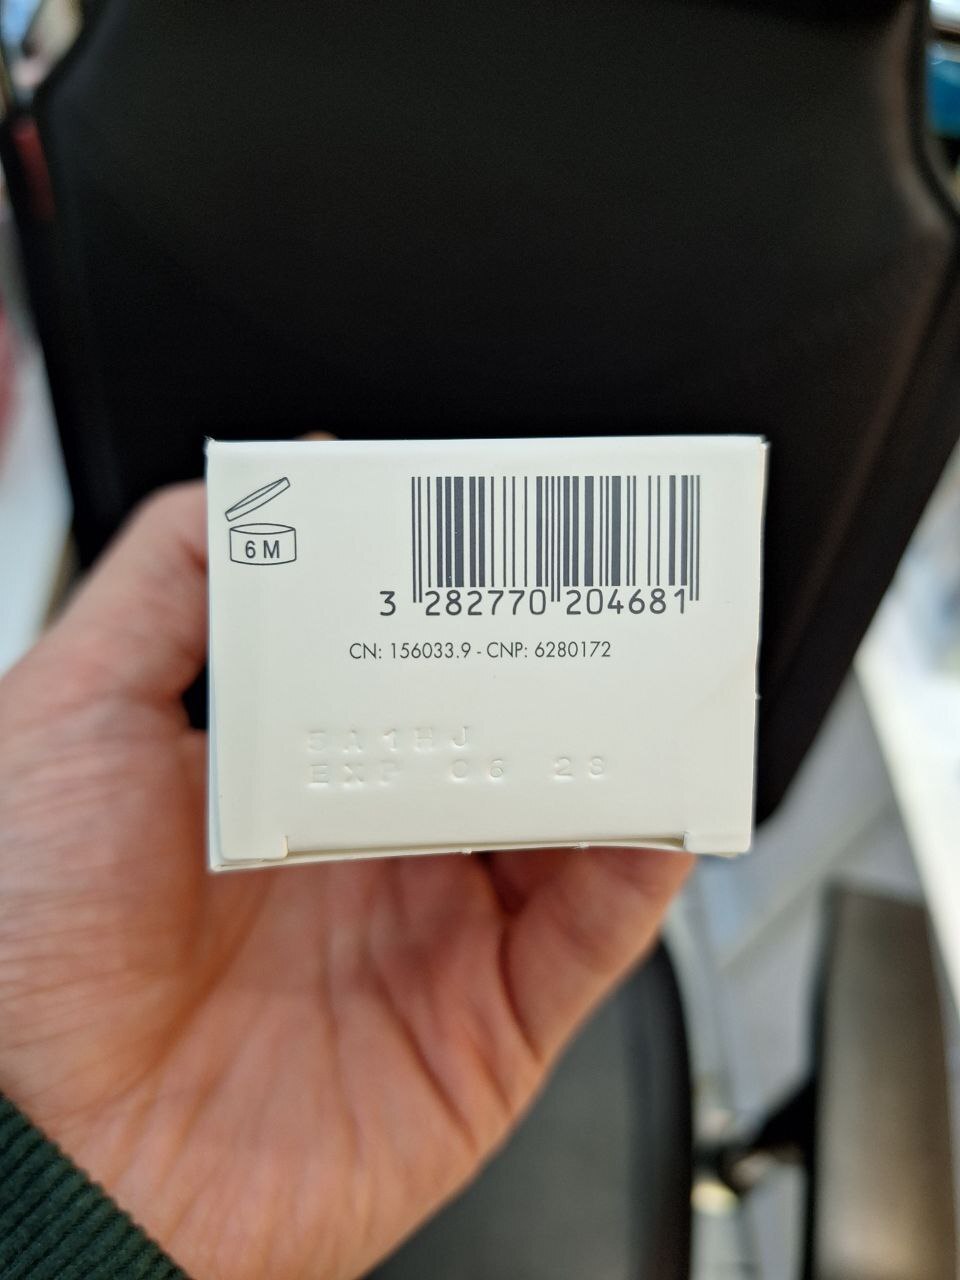 6 M
3 282770 204681
CN: 156033.9 - CNP: 6280172
5A1HJ
EXP 06 28